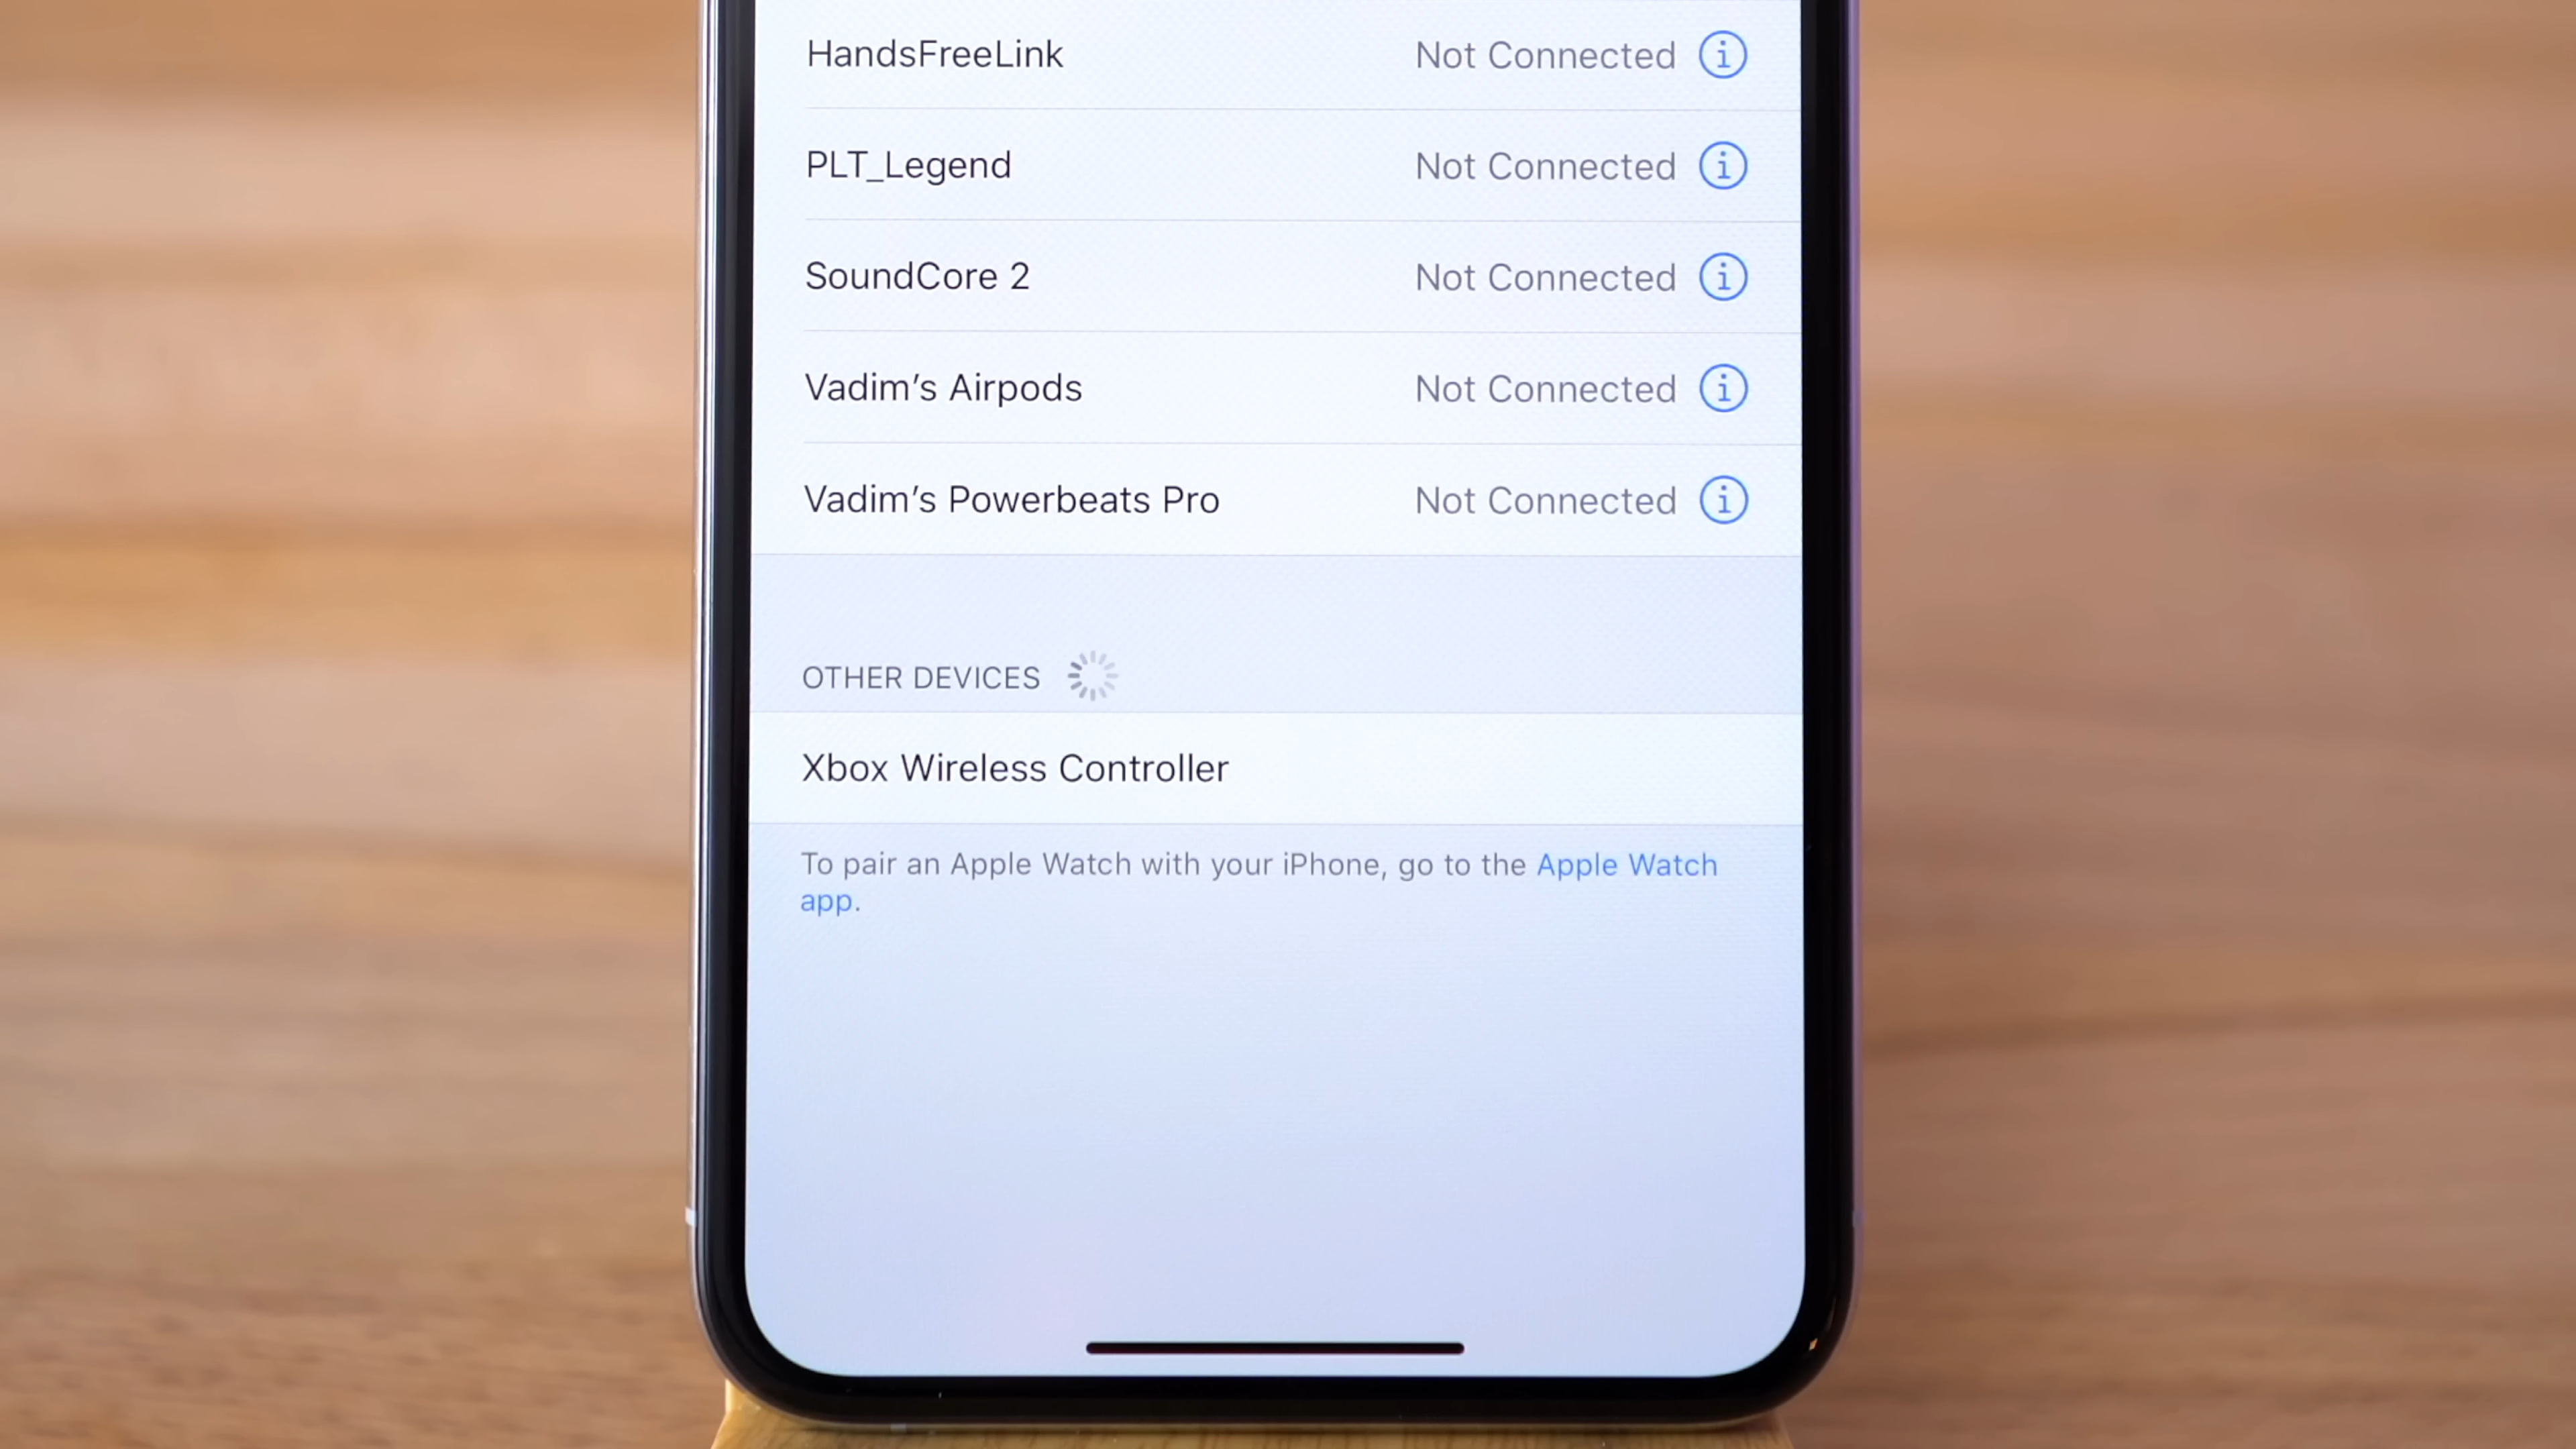 HandsFreeLink Not Connected
PLT_Legend Not Connected
SoundCore 2 Not Connected
Vadim’s Airpods Not Connected
Vadim’s Powerbeats Pro Not Connected
OTHER DEVICES
Xbox Wireless Controller
To pair an Apple Watch with your iPhone, go to the Apple Watch
app.